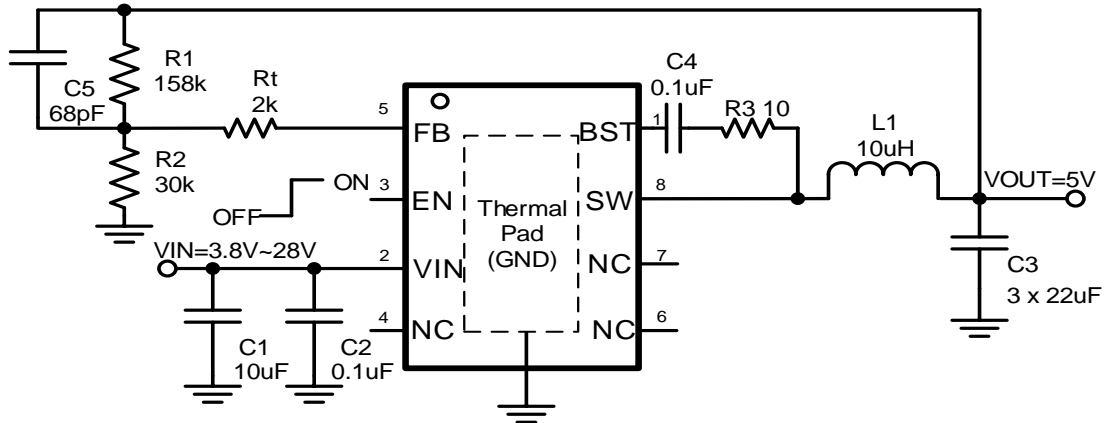 R1
158k
C5
68pF
Rt
2k
R2
30k
5
FB
BST
1
C4
0.1uF
R3 10
L1
10uH
VOUT=5V
ON
OFF
3
EN
Thermal
Pad
(GND)
SW
8
VIN=3.8V~28V
2
VIN
NC
7
4
NC
NC
6
C1
10uF
C2
0.1uF
C3
3 x 22uF